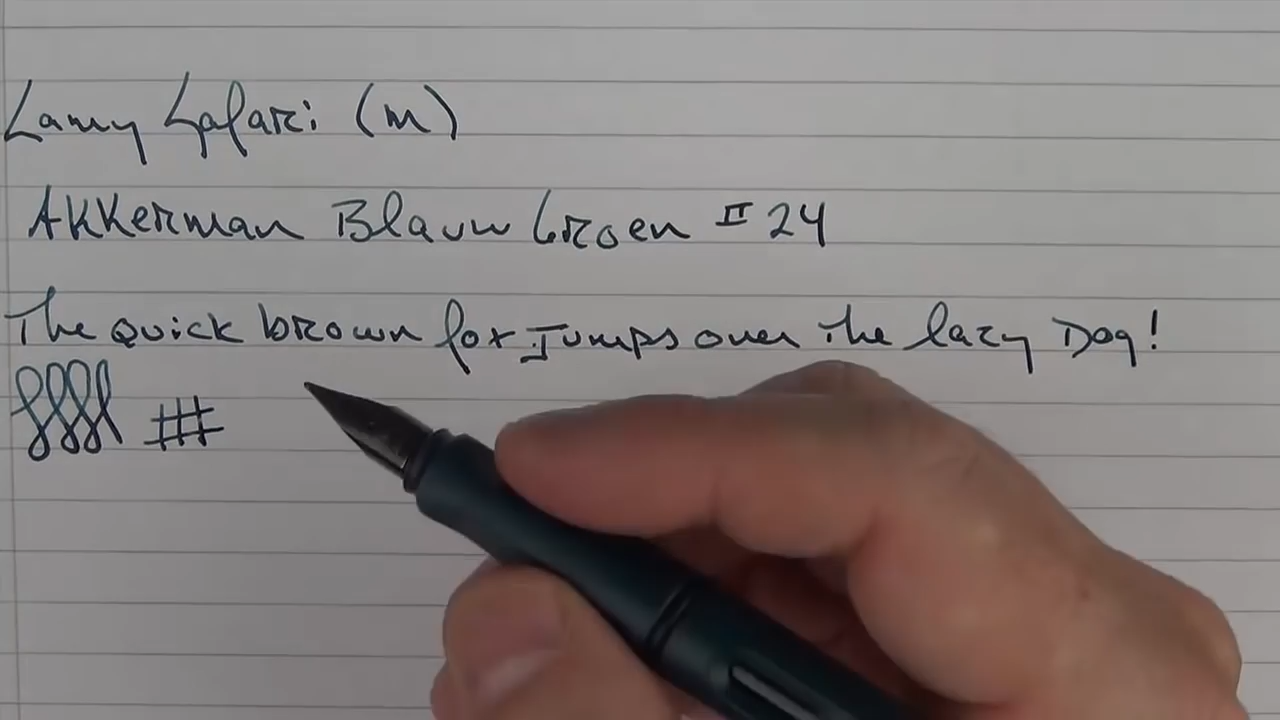 Lamy Safari (M)
Akkerman Blauw Groen #24
The quick brown fox Jumps over the lazy Dog!
##